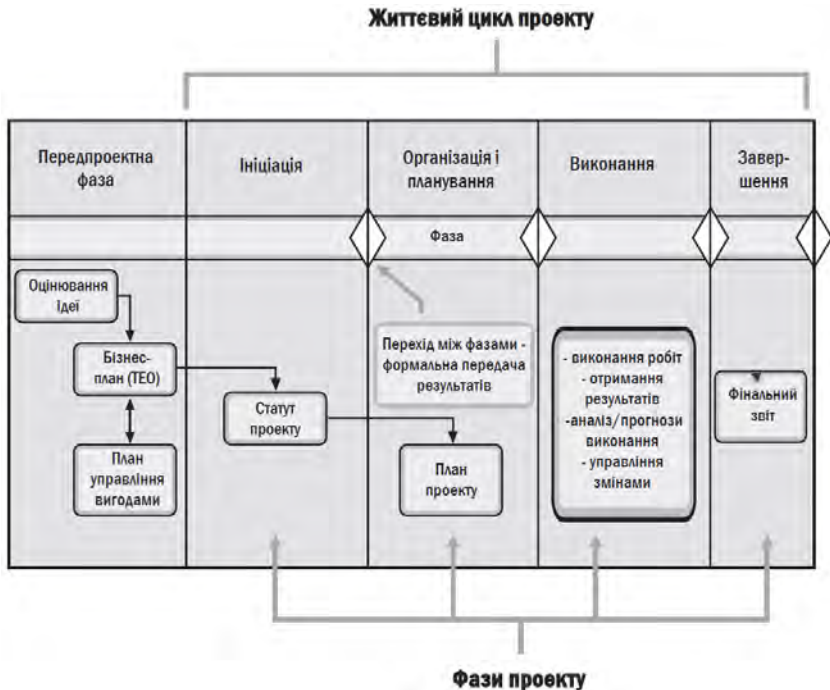 Життєвий цикл проекту
Передпроектна
фаза
Ініціація
Організація і
планування
Виконання
Завер-
шення
Фаза
Оцінювання
ідеї
Бізнес-
план (ТЕО)
План
управління
вигодами
Статут
проекту
Перехід між фазами -
формальна передача
результатів
План
проекту
- виконання робіт
- отримання
результатів
-аналіз/прогнози
виконання
- управління
змінами
Фінальний
звіт
Фази проекту